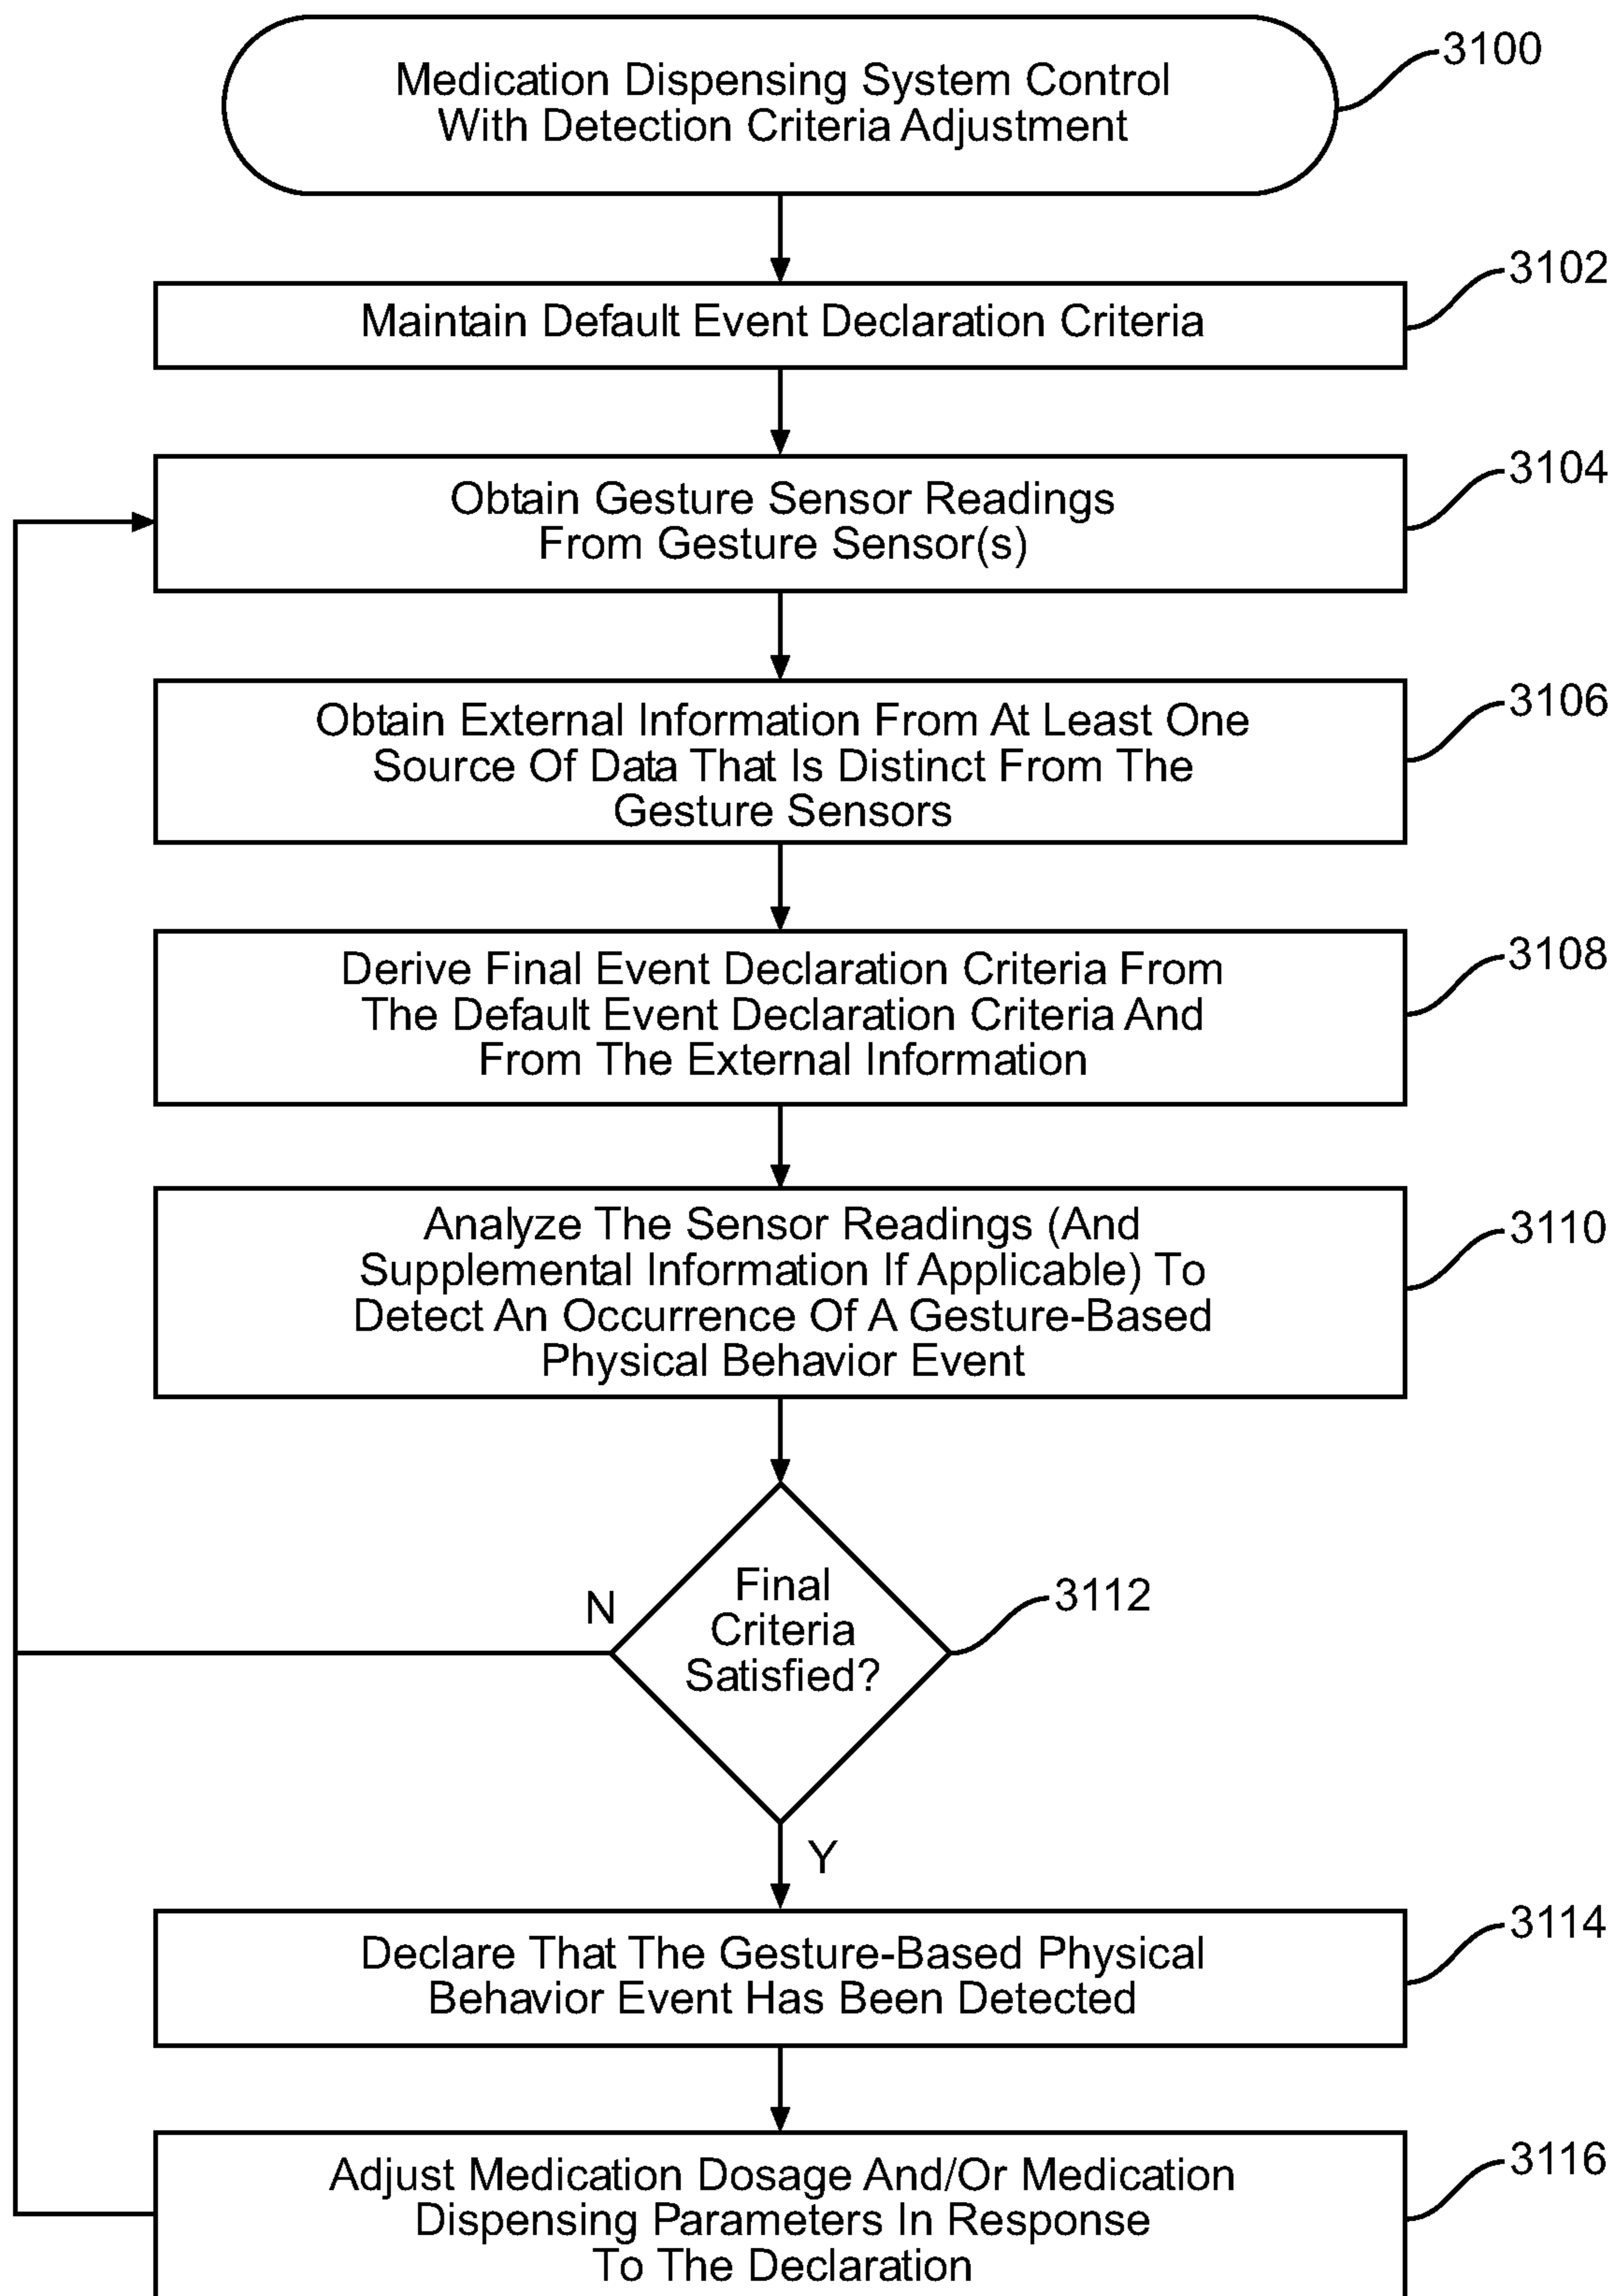 Medication Dispensing System Control
With Detection Criteria Adjustment
3100
Maintain Default Event Declaration Criteria
3102
Obtain Gesture Sensor Readings
From Gesture Sensor(s)
3104
Obtain External Information From At Least One
Source Of Data That Is Distinct From The
Gesture Sensors
3106
Derive Final Event Declaration Criteria From
The Default Event Declaration Criteria And
From The External Information
3108
Analyze The Sensor Readings (And
Supplemental Information If Applicable) To
Detect An Occurrence Of A Gesture-Based
Physical Behavior Event
3110
Final
Criteria
Satisfied?
3112
N
Y
Declare That The Gesture-Based Physical
Behavior Event Has Been Detected
3114
Adjust Medication Dosage And/Or Medication
Dispensing Parameters In Response
To The Declaration
3116